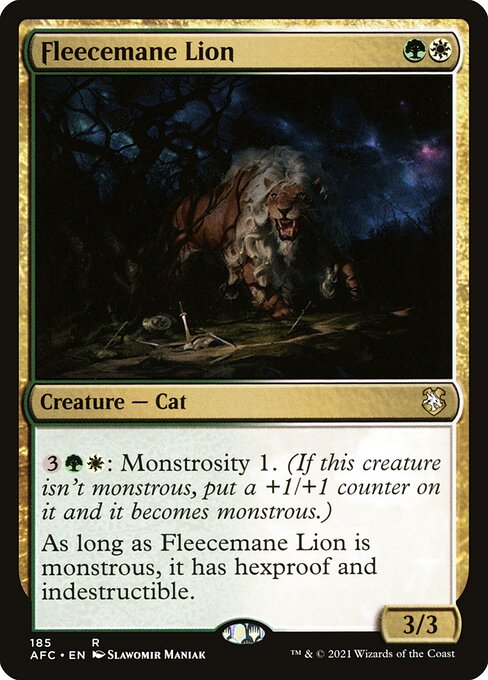 Fleecemane Lion
Creature — Cat
3: Monstrosity 1. (If this creature
isn't monstrous, put a +1/+1 counter on
it and it becomes monstrous.)
As long as Fleecemane Lion is
monstrous, it has hexproof and
indestructible.
3/3
185 R
AFC • EN Slawomir Maniak
™ & © 2021 Wizards of the Coast